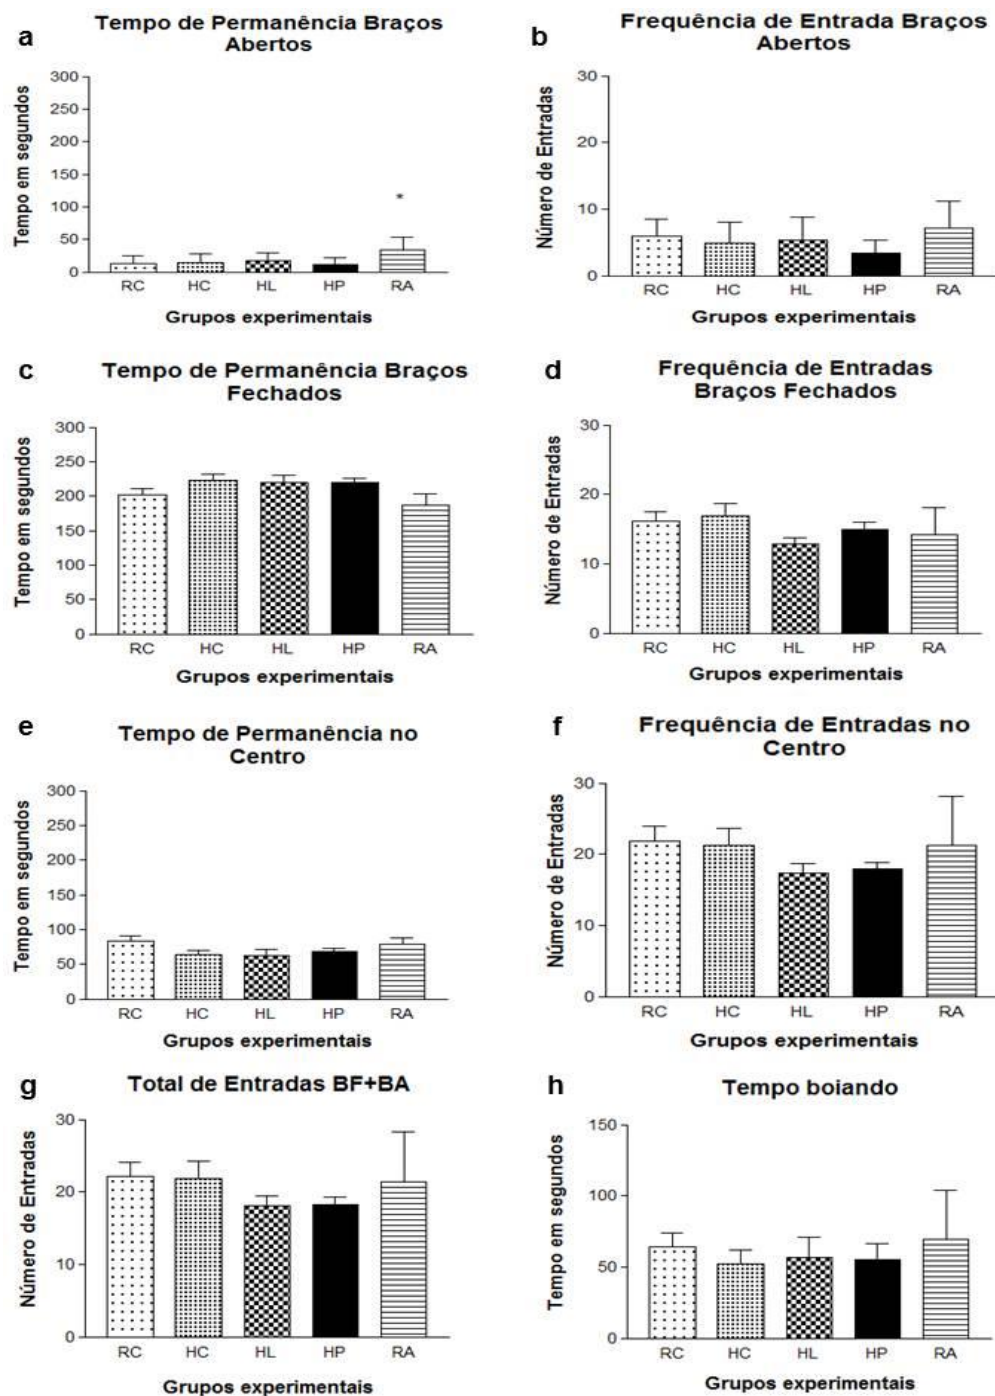 a
Tempo de Permanência Braços
Abertos
Tempo em segundos
300
250
200
150
100
50
0
*
RC HC HL HP RA
Grupos experimentais
b
Frequência de Entrada Braços
Abertos
Número de Entradas
30
20
10
0
RC HC HL HP RA
Grupos experimentais
c
Tempo de Permanência Braços
Fechados
Tempo em segundos
300
250
200
150
100
50
0
RC HC HL HP RA
Grupos experimentais
d
Frequência de Entradas
Braços Fechados
Número de Entradas
30
20
10
0
RC HC HL HP RA
Grupos experimentais
e
Tempo de Permanência no
Centro
Tempo em segundos
300
250
200
150
100
50
0
RC HC HL HP RA
Grupos experimentais
f
Frequência de Entradas no
Centro
Número de Entradas
30
20
10
0
RC HC HL HP RA
Grupos experimentais
g
Total de Entradas BF+BA
Número de Entradas
30
20
10
0
RC HC HL HP RA
Grupos experimentais
h
Tempo boiando
Tempo em segundos
150
100
50
0
RC HC HL HP RA
Grupos experimentais